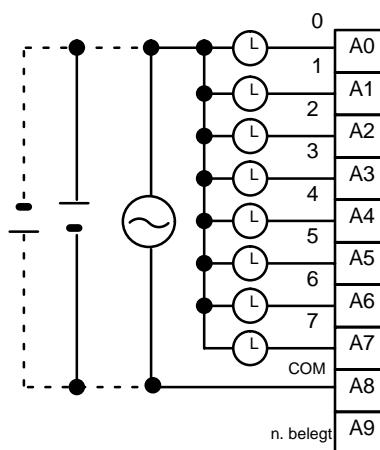 0
L A0
1
L A1
2
L A2
3
L A3
4
L A4
5
L A5
6
L A6
7
L A7
COM
A8
n. belegt A9